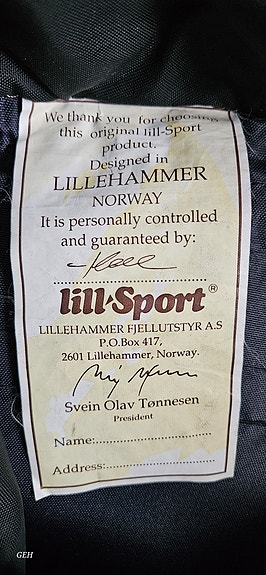 We thank you for choosing
this original lill-Sport
product.
Designed in
LILLEHAMMER
NORWAY
It is personally controlled
and guaranteed by:
lill-Sport®
LILLEHAMMER FJELLUTSTYR A.S
P.O.Box 417,
2601 Lillehammer, Norway.
Svein Olav Tønnesen
President
Name:
Address:
GEH